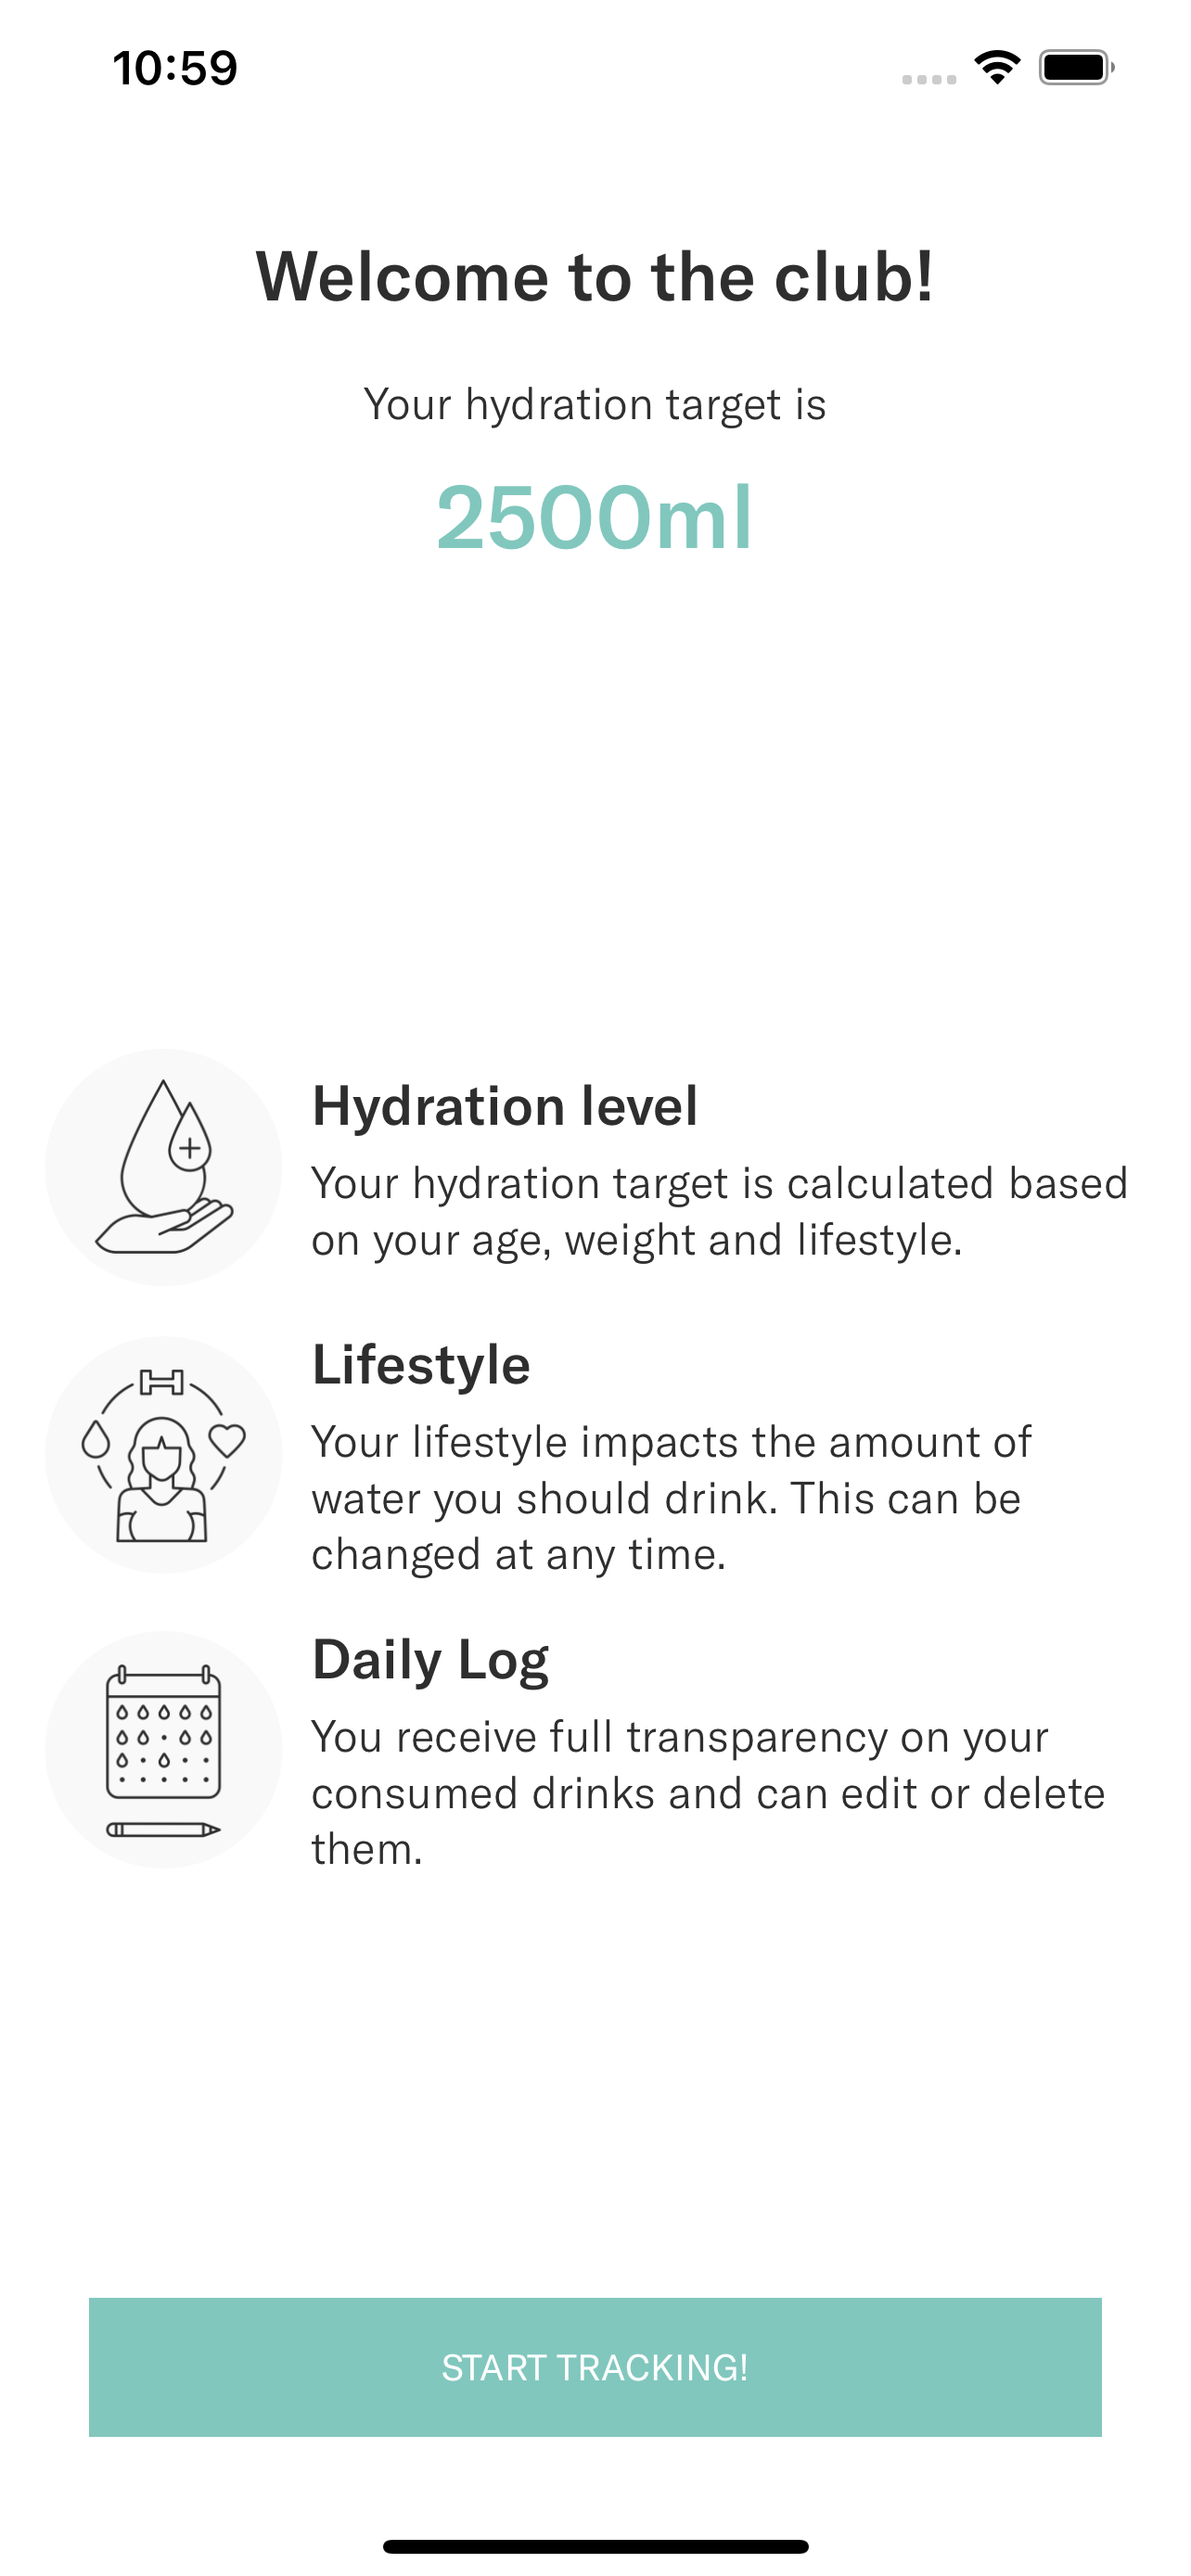 10:59
Welcome to the club!
Your hydration target is
2500ml
Hydration level
Your hydration target is calculated based
on your age, weight and lifestyle.
Lifestyle
Your lifestyle impacts the amount of
water you should drink. This can be
changed at any time.
Daily Log
You receive full transparency on your
consumed drinks and can edit or delete
them.
START TRACKING!